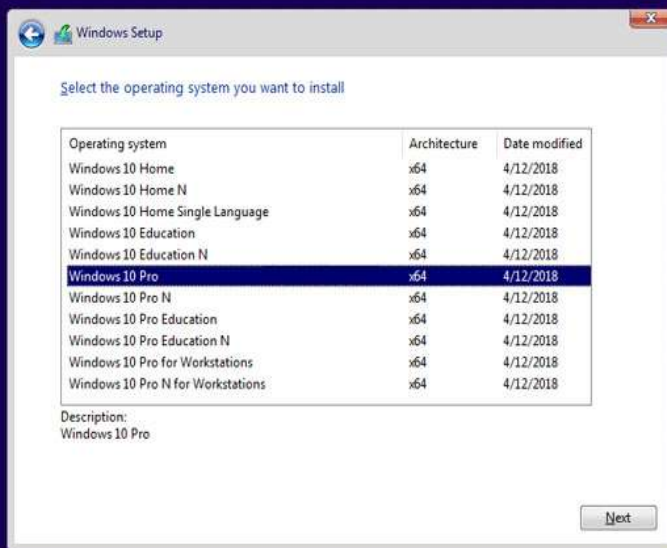 Windows Setup
Select the operating system you want to install
Operating system Architecture Date modified
Windows 10 Home x64 4/12/2018
Windows 10 Home N x64 4/12/2018
Windows 10 Home Single Language x64 4/12/2018
Windows 10 Education x64 4/12/2018
Windows 10 Education N x64 4/12/2018
Windows 10 Pro x64 4/12/2018
Windows 10 Pro N x64 4/12/2018
Windows 10 Pro Education x64 4/12/2018
Windows 10 Pro Education N x64 4/12/2018
Windows 10 Pro for Workstations x64 4/12/2018
Windows 10 Pro N for Workstations x64 4/12/2018
Description:
Windows 10 Pro
Next